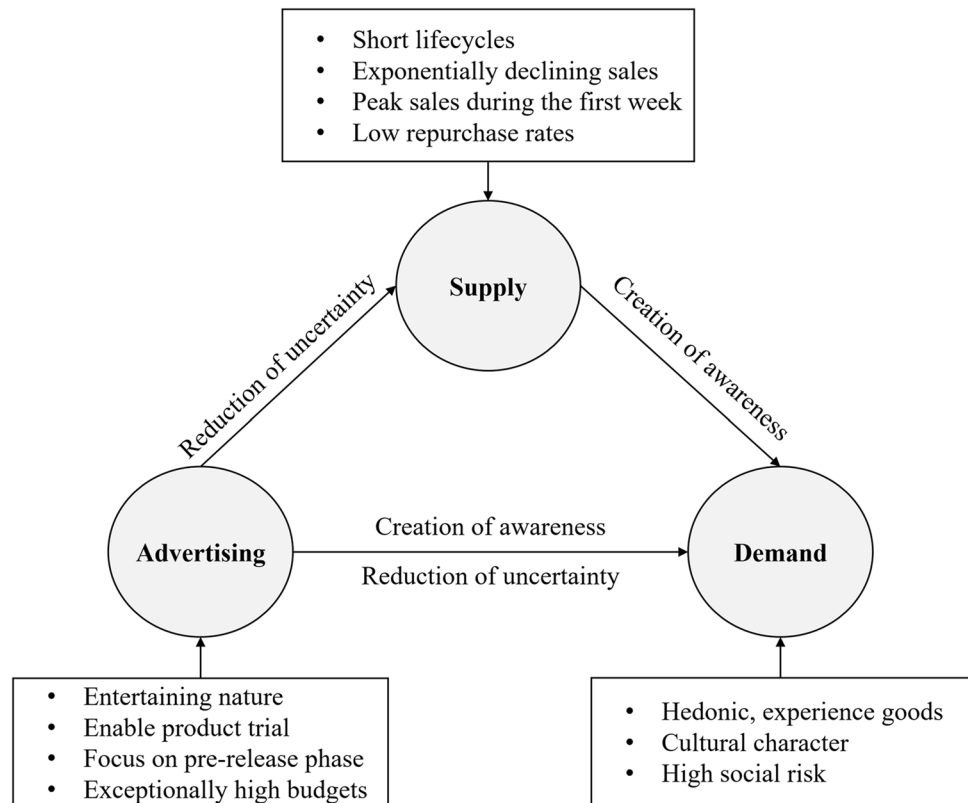 • Short lifecycles
• Exponentially declining sales
• Peak sales during the first week
• Low repurchase rates
Supply
Reduction of uncertainty
Creation of awareness
Advertising
Creation of awareness
Reduction of uncertainty
Demand
• Entertaining nature
• Enable product trial
• Focus on pre-release phase
• Exceptionally high budgets
• Hedonic, experience goods
• Cultural character
• High social risk